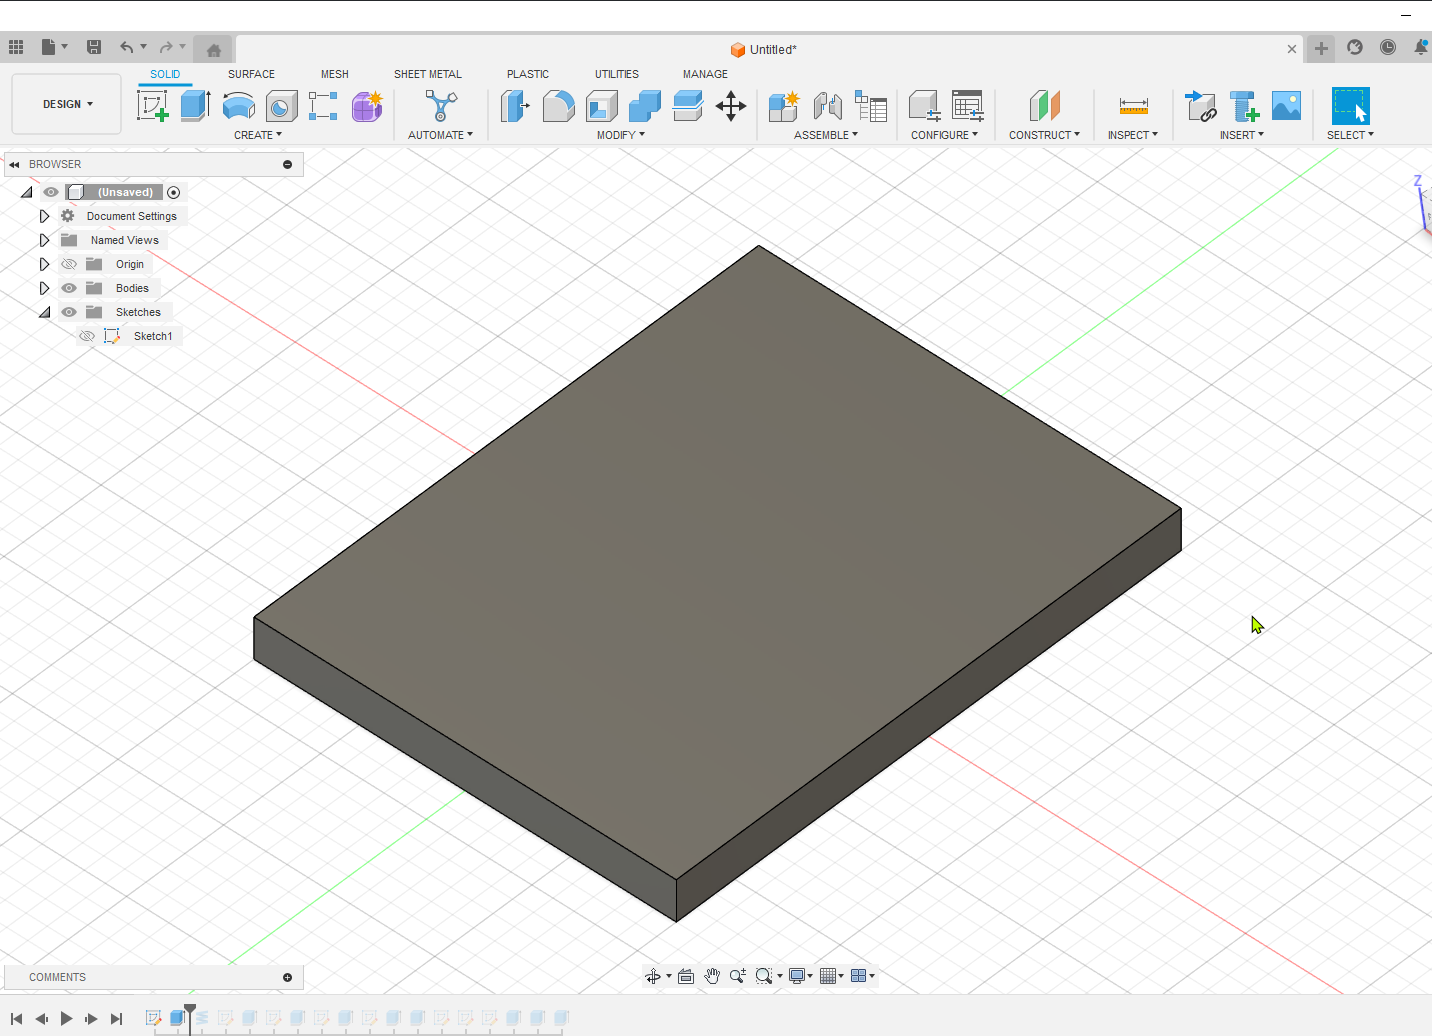 Untitled*
SOLID SURFACE MESH SHEET METAL PLASTIC UTILITIES MANAGE
DESIGN
CREATE AUTOMATE MODIFY ASSEMBLE CONFIGURE CONSTRUCT INSPECT INSERT SELECT
BROWSER
Z
(Unsaved)
Document Settings
Named Views
Origin
Bodies
Sketches
Sketch1
COMMENTS